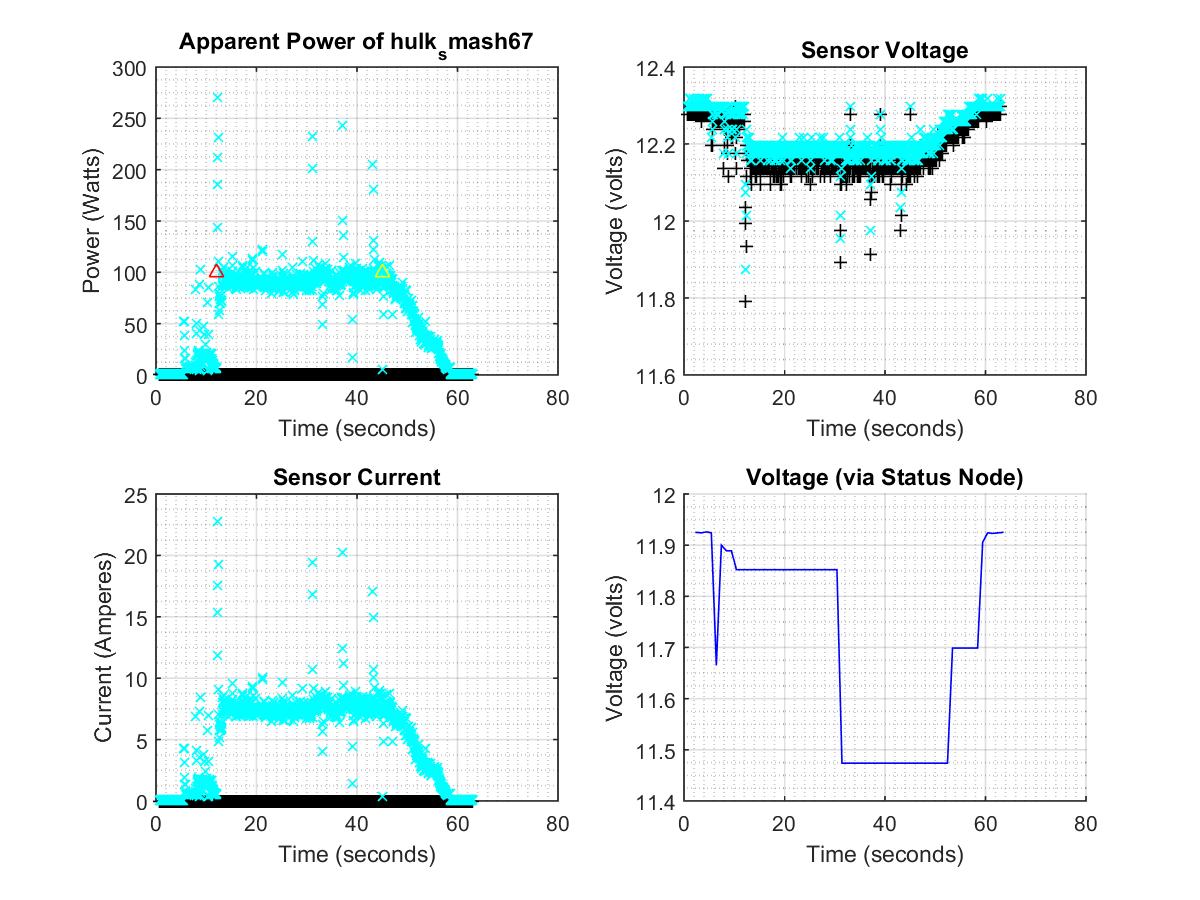 Apparent Power of hulksmash67
300
250
200
150
100
50
0
Power (Watts)
0 20 40 60 80
Time (seconds)
Sensor Voltage
12.4
12.2
12
11.8
11.6
Voltage (volts)
0 20 40 60 80
Time (seconds)
Sensor Current
25
20
15
10
5
0
Current (Amperes)
0 20 40 60 80
Time (seconds)
Voltage (via Status Node)
12
11.9
11.8
11.7
11.6
11.5
11.4
Voltage (volts)
0 20 40 60 80
Time (seconds)